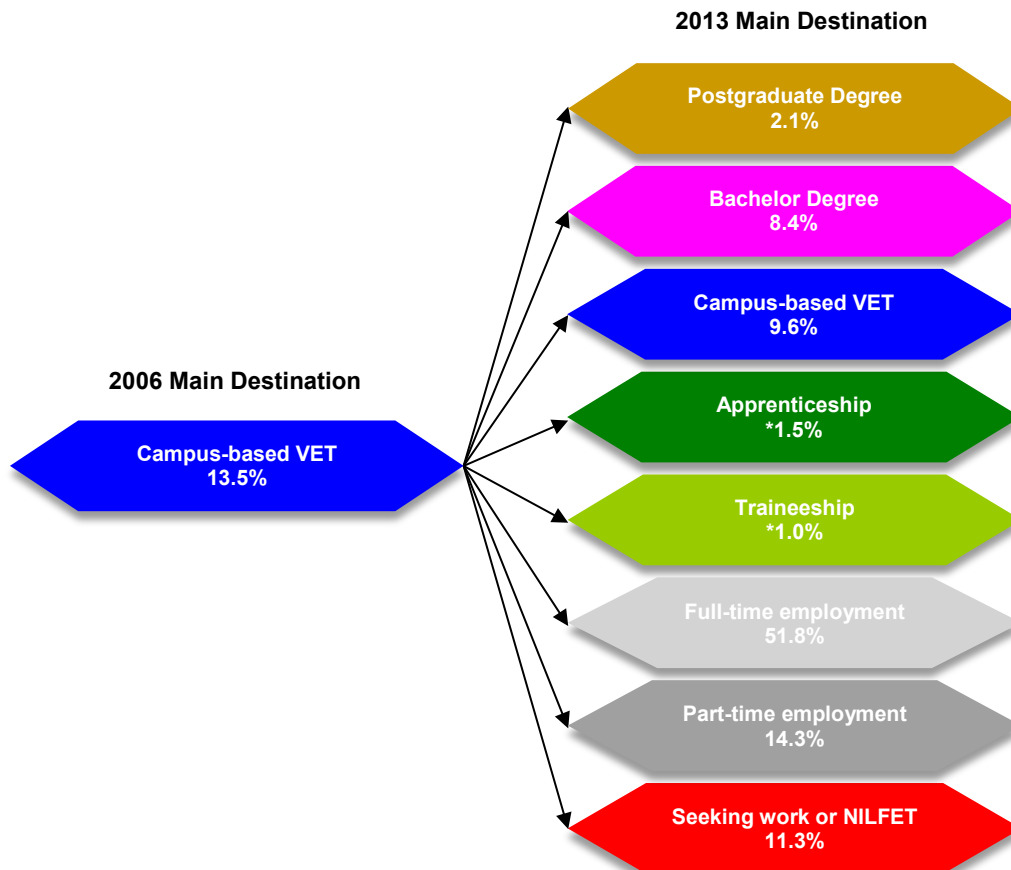 2013 Main Destination
Postgraduate Degree
2.1%
Bachelor Degree
8.4%
Campus-based VET
9.6%
2006 Main Destination
Campus-based VET
13.5%
Apprenticeship
*1.5%
Traineeship
*1.0%
Full-time employment
51.8%
Part-time employment
14.3%
Seeking work or NILFET
11.3%